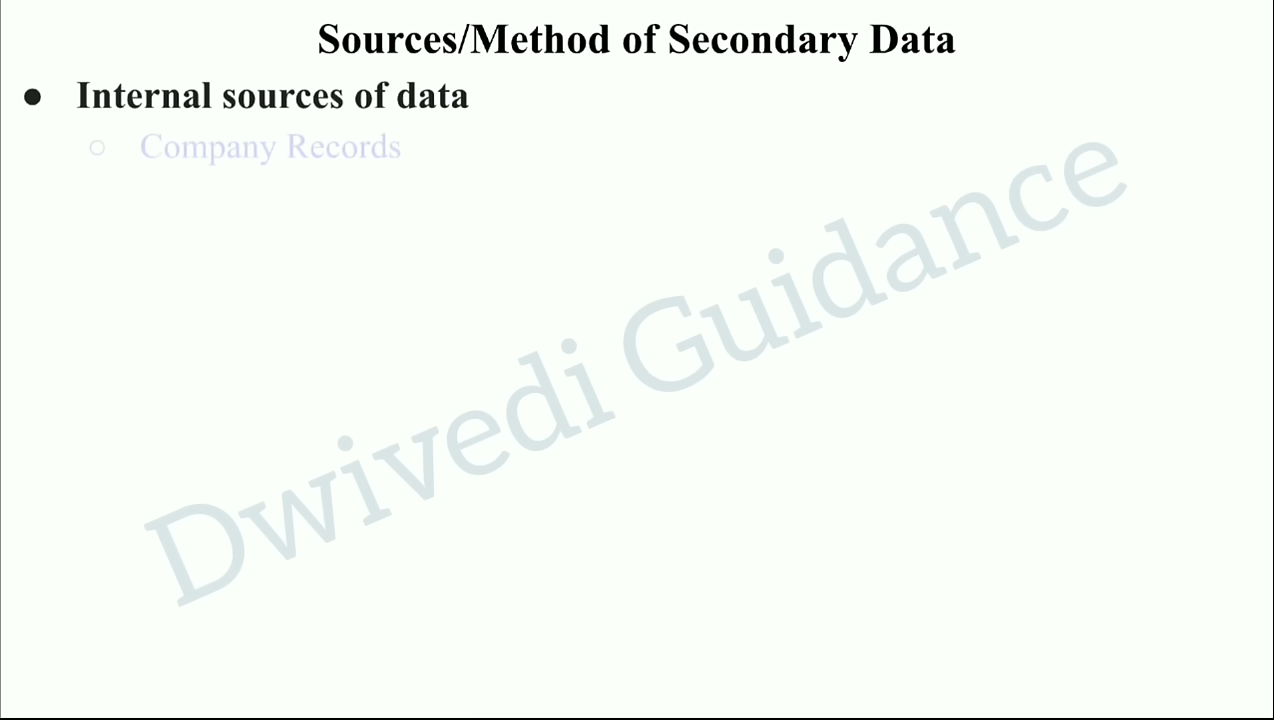 Sources/Method of Secondary Data
● Internal sources of data
○ Company Records
Dwivedi Guidance